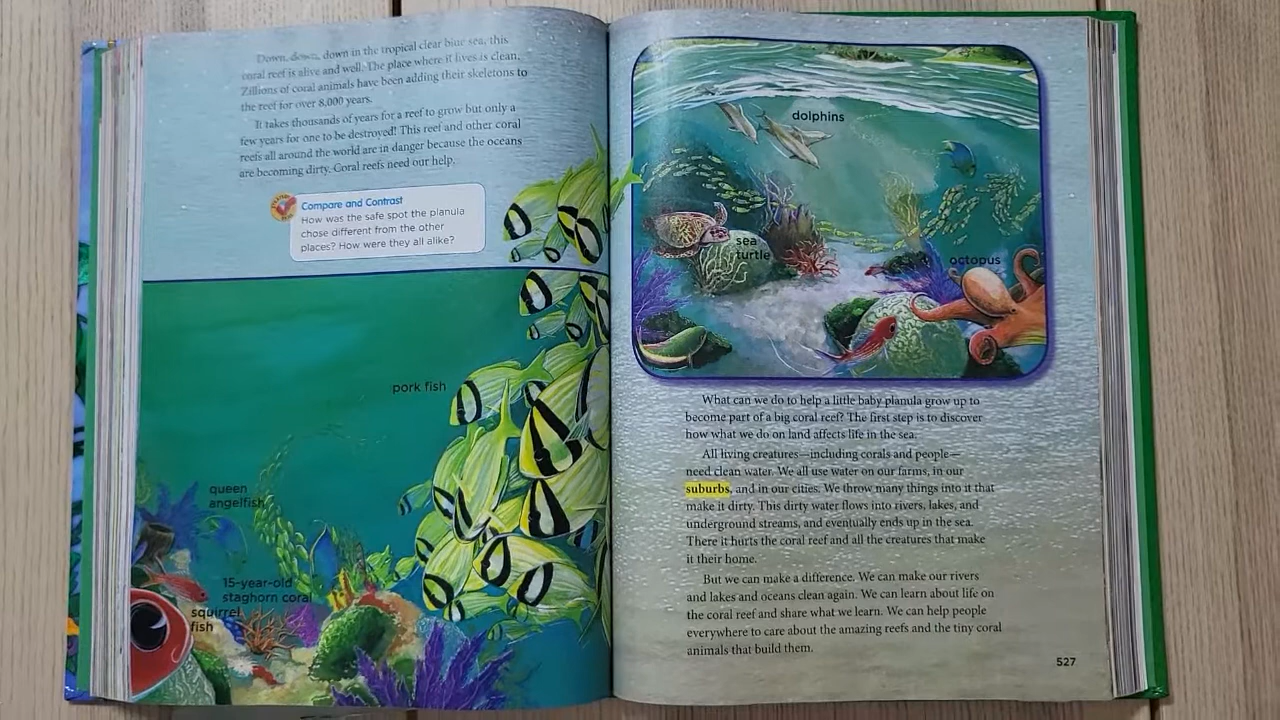 Down, down, down in the tropical clear blue sea, this
coral reef is alive and well. The place where it lives is clean.
Zillions of coral animals have been adding their skeletons to
the reef for over 8,000 years.
It takes thousands of years for a reef to grow but only a
few years for one to be destroyed! This reef and other coral
reefs all around the world are in danger because the oceans
are becoming dirty. Coral reefs need our help.
Compare and Contrast
How was the safe spot the planula
chose different from the other
places? How were they all alike?
pork fish
queen
angelfish
15-year-old
staghorn coral
squirrel
fish
dolphins
sea
turtle
octopus
What can we do to help a little baby planula grow up to
become part of a big coral reef? The first step is to discover
how what we do on land affects life in the sea.
All living creatures—including corals and people—
need clean water. We all use water on our farms, in our
suburbs, and in our cities. We throw many things into it that
make it dirty. This dirty water flows into rivers, lakes, and
underground streams, and eventually ends up in the sea.
There it hurts the coral reef and all the creatures that make
it their home.
But we can make a difference. We can make our rivers
and lakes and oceans clean again. We can learn about life on
the coral reef and share what we learn. We can help people
everywhere to care about the amazing reefs and the tiny coral
animals that build them.
527